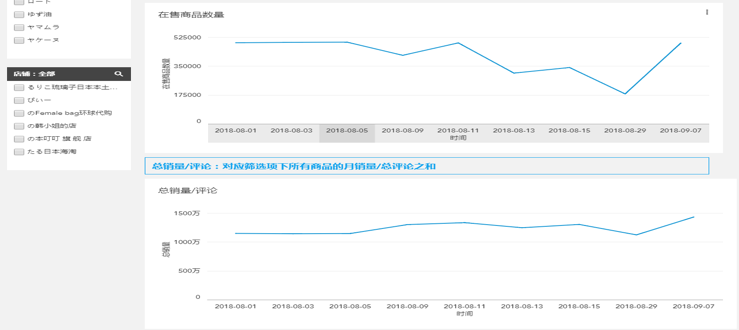 ロート
ゆず油
ヤマムラ
ヤケーヌ
店铺：全部
るりこ琉璃子日本本土...
ぴいー
のFemale bag环球代购
の韩小姐的店
の本叮叮 旗 舰 店
たる日本海淘
在售商品数量
525000
350000
175000
0
在售商品数量
2018-08-01 2018-08-03 2018-08-05 2018-08-09 2018-08-11 2018-08-13 2018-08-15 2018-08-29 2018-09-07
时间
总销量/评论：对应筛选项下所有商品的月销量/总评论之和
总销量/评论
1500万
1000万
500万
0
总销量
2018-08-01 2018-08-03 2018-08-05 2018-08-09 2018-08-11 2018-08-13 2018-08-15 2018-08-29 2018-09-07
时间